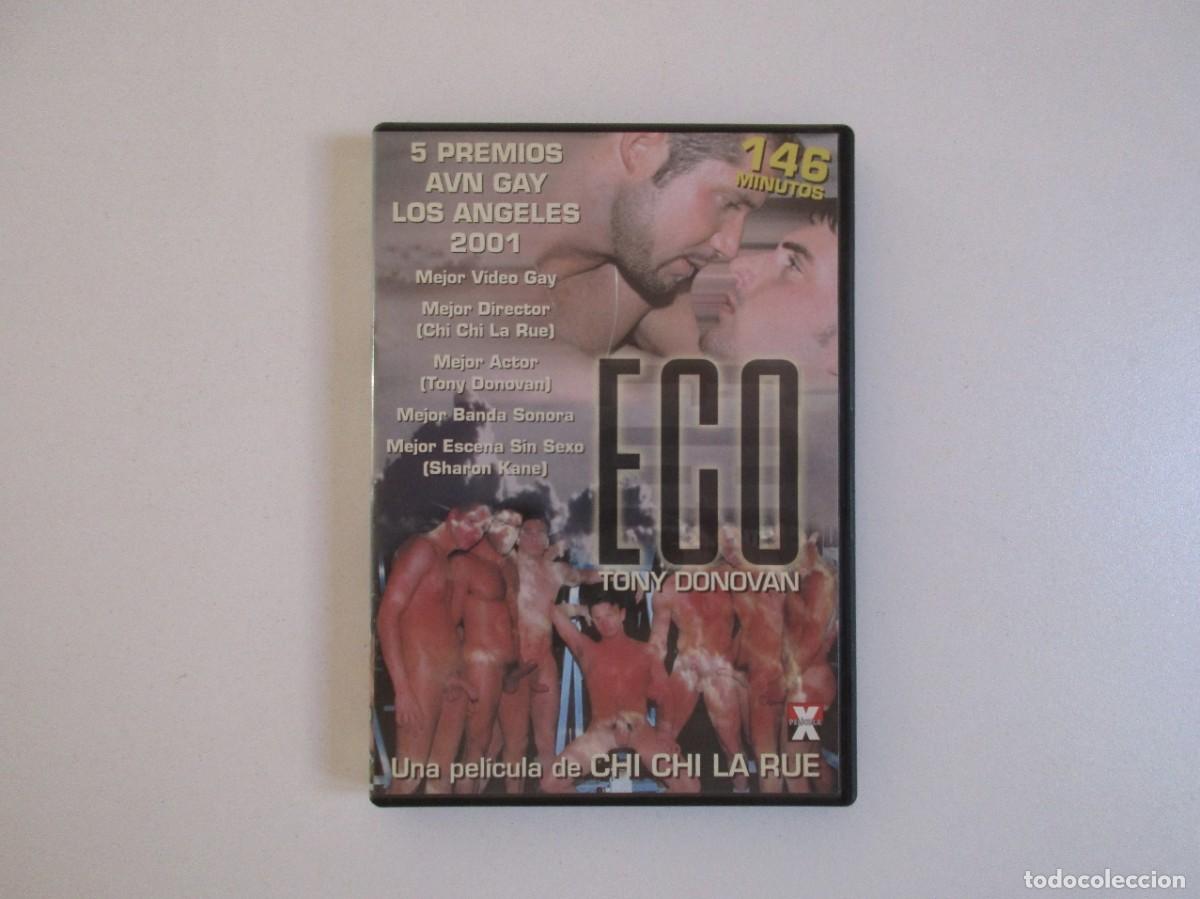 5 PREMIOS
AVN GAY
LOS ANGELES
2001
Mejor Video Gay
Mejor Director
(Chi Chi La Rue)
Mejor Actor
(Tony Donovan)
Mejor Banda Sonora
Mejor Escena Sin Sexo
(Sharon Kane)
146
MINUTOS
ECO
TONY DONOVAN
PELICULA
X
Una película de CHI CHI LA RUE
todocoleccion